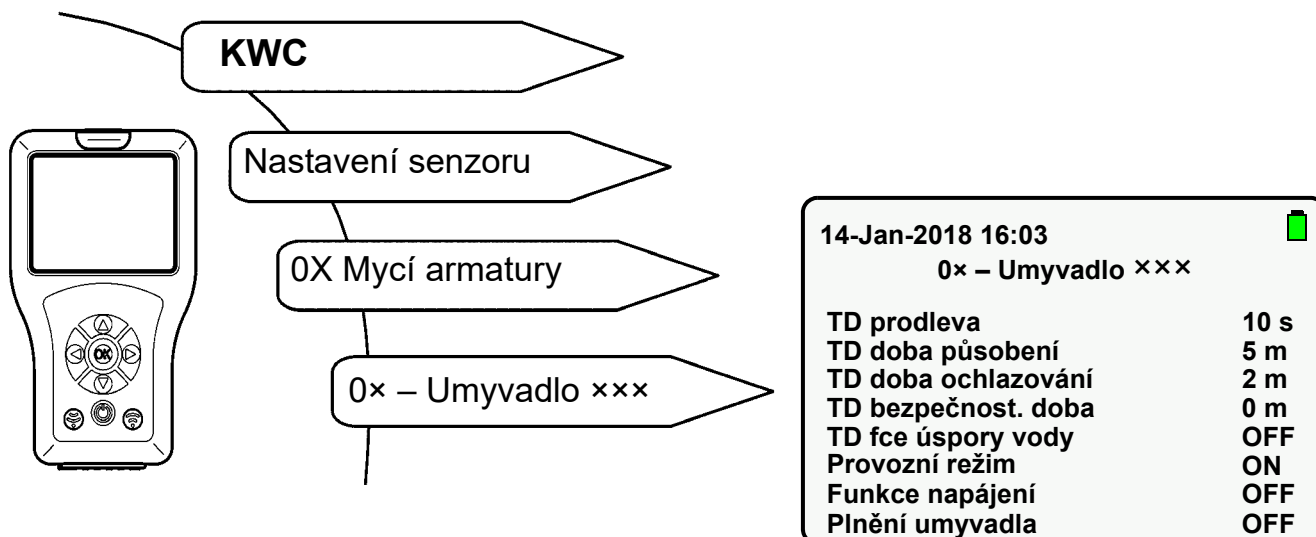 KWC
Nastavení senzoru
0X Mycí armatury
0× – Umyvadlo ×××
OK
14-Jan-2018 16:03
0× – Umyvadlo ×××
TD prodleva 10 s
TD doba působení 5 m
TD doba ochlazování 2 m
TD bezpečnost. doba 0 m
TD fce úspory vody OFF
Provozní režim ON
Funkce napájení OFF
Plnění umyvadla OFF